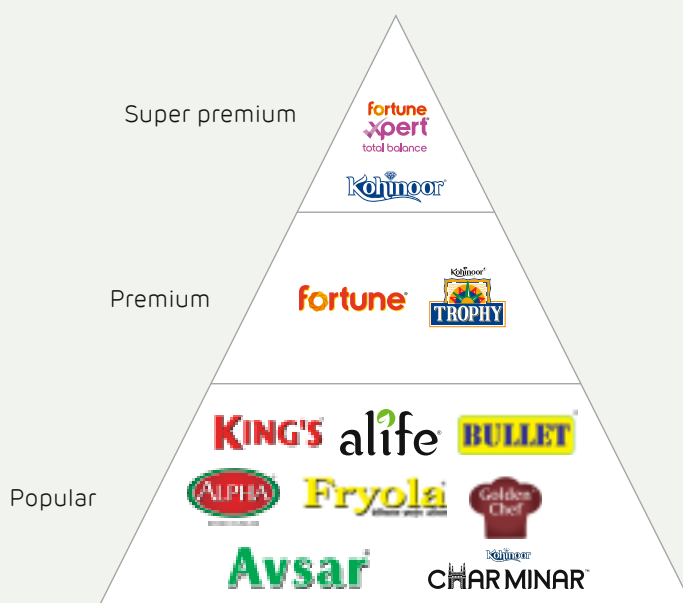 Super premium
fortune
xpert
total balance
Kohinoor
Premium
fortune
Kohinoor
TROPHY
KING'S
alife
BULLET
ALPHA
Fryola
Golden
Chef
Popular
Avsar
Kohinoor
CHARMINAR